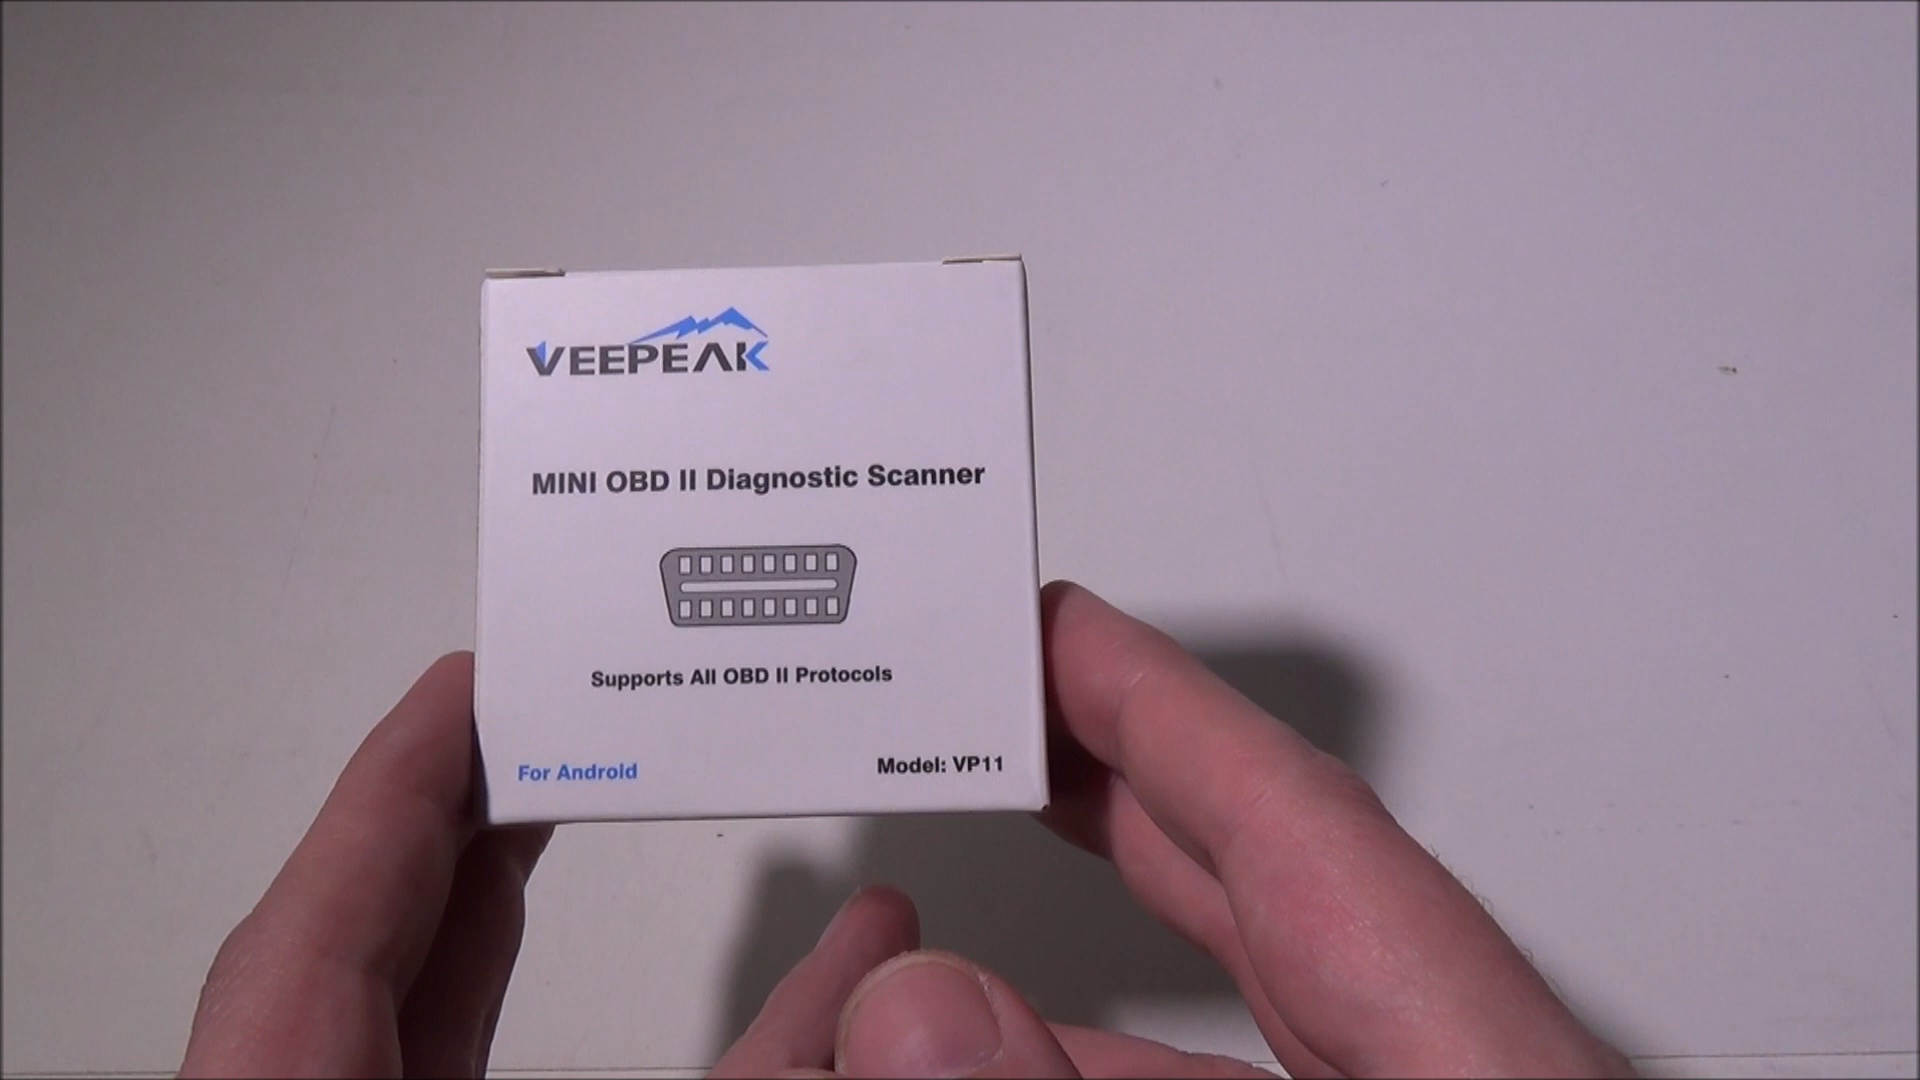 VEEPEAK
MINI OBD II Diagnostic Scanner
Supports All OBD II Protocols
For Android
Model: VP11